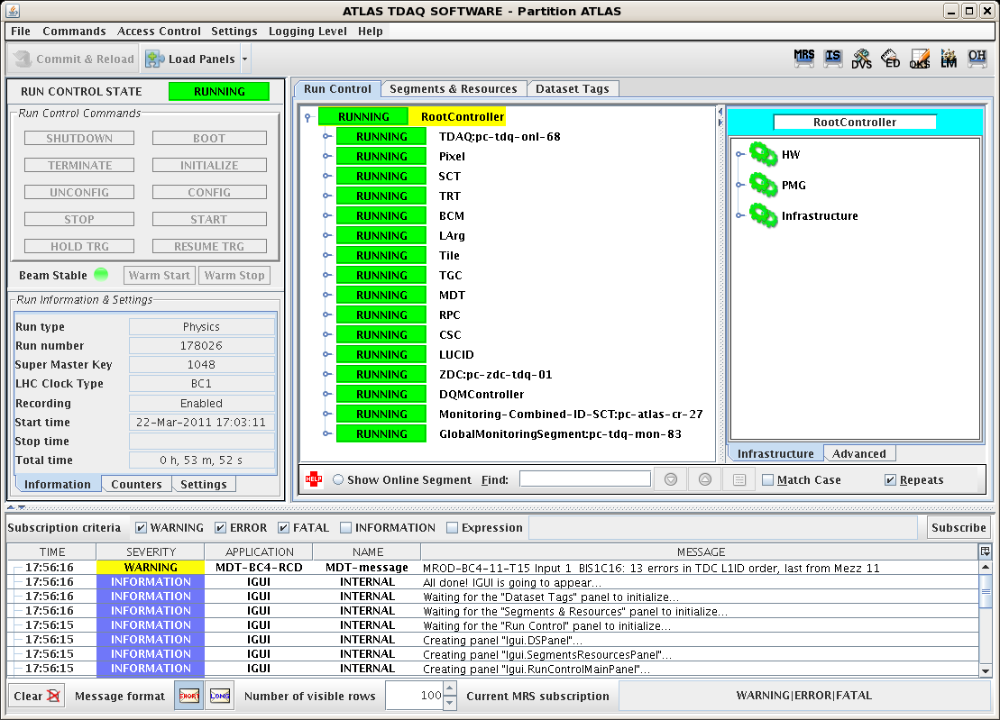 ATLAS TDAQ SOFTWARE - Partition ATLAS
File Commands Access Control Settings Logging Level Help
Commit & Reload Load Panels MRS IS DVS ED OKS LM OH
RUN CONTROL STATE RUNNING
Run Control Commands
SHUTDOWN BOOT
TERMINATE INITIALIZE
UNCONFIG CONFIG
STOP START
HOLD TRG RESUME TRG
Beam Stable Warm Start Warm Stop
Run Information & Settings
Run type Physics
Run number 178026
Super Master Key 1048
LHC Clock Type BC1
Recording Enabled
Start time 22-Mar-2011 17:03:11
Stop time
Total time 0 h, 53 m, 52 s
Information Counters Settings
Run Control Segments & Resources Dataset Tags
RUNNING RootController
RUNNING TDAQ:pc-tdq-onl-68
RUNNING Pixel
RUNNING SCT
RUNNING TRT
RUNNING BCM
RUNNING LArg
RUNNING Tile
RUNNING TGC
RUNNING MDT
RUNNING RPC
RUNNING CSC
RUNNING LUCID
RUNNING ZDC:pc-zdc-tdq-01
RUNNING DQMController
RUNNING Monitoring-Combined-ID-SCT:pc-atlas-cr-27
RUNNING GlobalMonitoringSegment:pc-tdq-mon-83
RootController
HW
PMG
Infrastructure
Infrastructure Advanced
HELP Show Online Segment Find: Match Case Repeats
Subscription criteria WARNING ERROR FATAL INFORMATION Expression Subscribe
TIME SEVERITY APPLICATION NAME MESSAGE
17:56:16 WARNING MDT-BC4-RCD MDT-message MROD-BC4-11-T15 Input 1 BIS1C16: 13 errors in TDC L1ID order, last from Mezz 11
17:56:16 INFORMATION IGUI INTERNAL All done! IGUI is going to appear...
17:56:16 INFORMATION IGUI INTERNAL Waiting for the "Dataset Tags" panel to initialize...
17:56:16 INFORMATION IGUI INTERNAL Waiting for the "Segments & Resources" panel to initialize...
17:56:15 INFORMATION IGUI INTERNAL Waiting for the "Run Control" panel to initialize...
17:56:15 INFORMATION IGUI INTERNAL Creating panel "Igui.DSPanel"...
17:56:15 INFORMATION IGUI INTERNAL Creating panel "Igui.SegmentsResourcesPanel"...
17:56:15 INFORMATION IGUI INTERNAL Creating panel "Igui.RunControlMainPanel"...
Clear Message format SHORT LONG Number of visible rows 100 Current MRS subscription WARNING|ERROR|FATAL